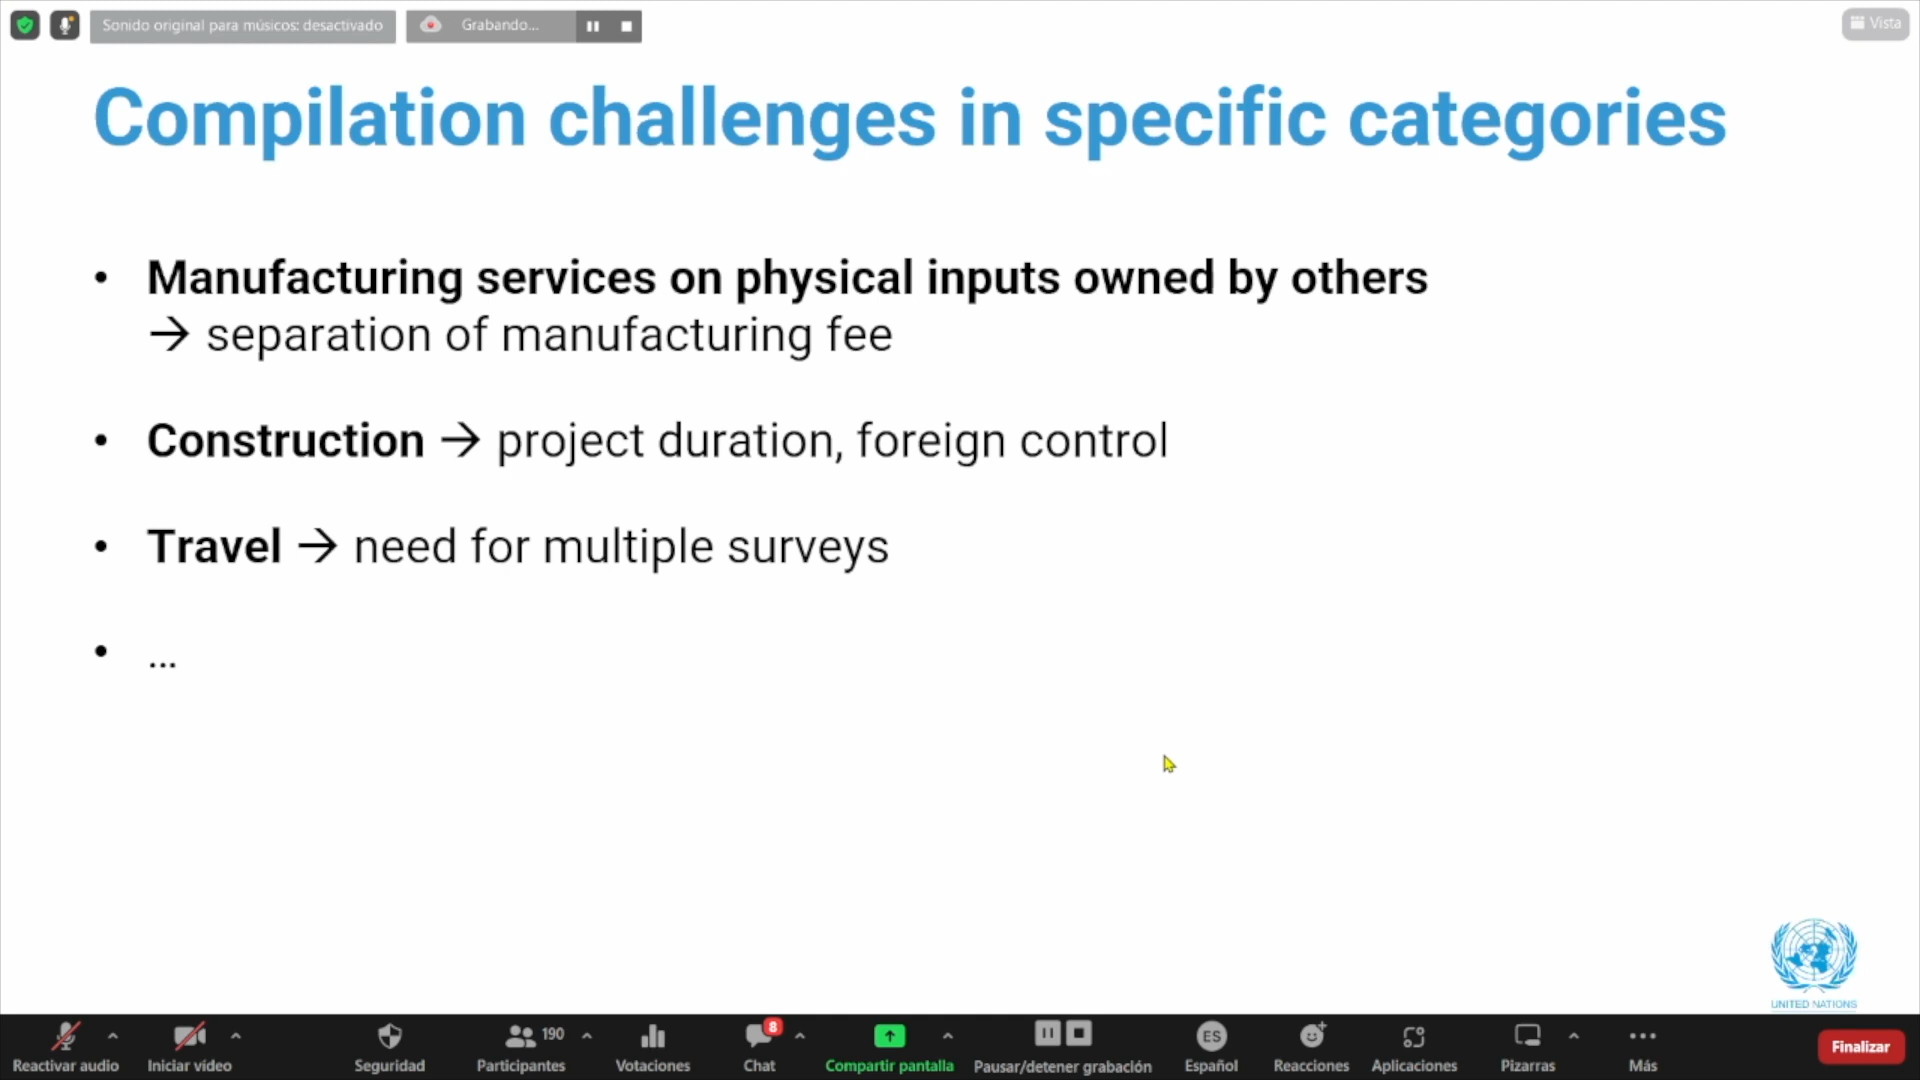 Sonido original para músicos: desactivado
Grabando...
Vista
Compilation challenges in specific categories
• Manufacturing services on physical inputs owned by others
→ separation of manufacturing fee
• Construction → project duration, foreign control
• Travel → need for multiple surveys
• ...
UNITED NATIONS
190
8
ES
Reactivar audio
Iniciar vídeo
Seguridad
Participantes
Votaciones
Chat
Compartir pantalla
Pausar/detener grabación
Español
Reacciones
Aplicaciones
Pizarras
Más
Finalizar